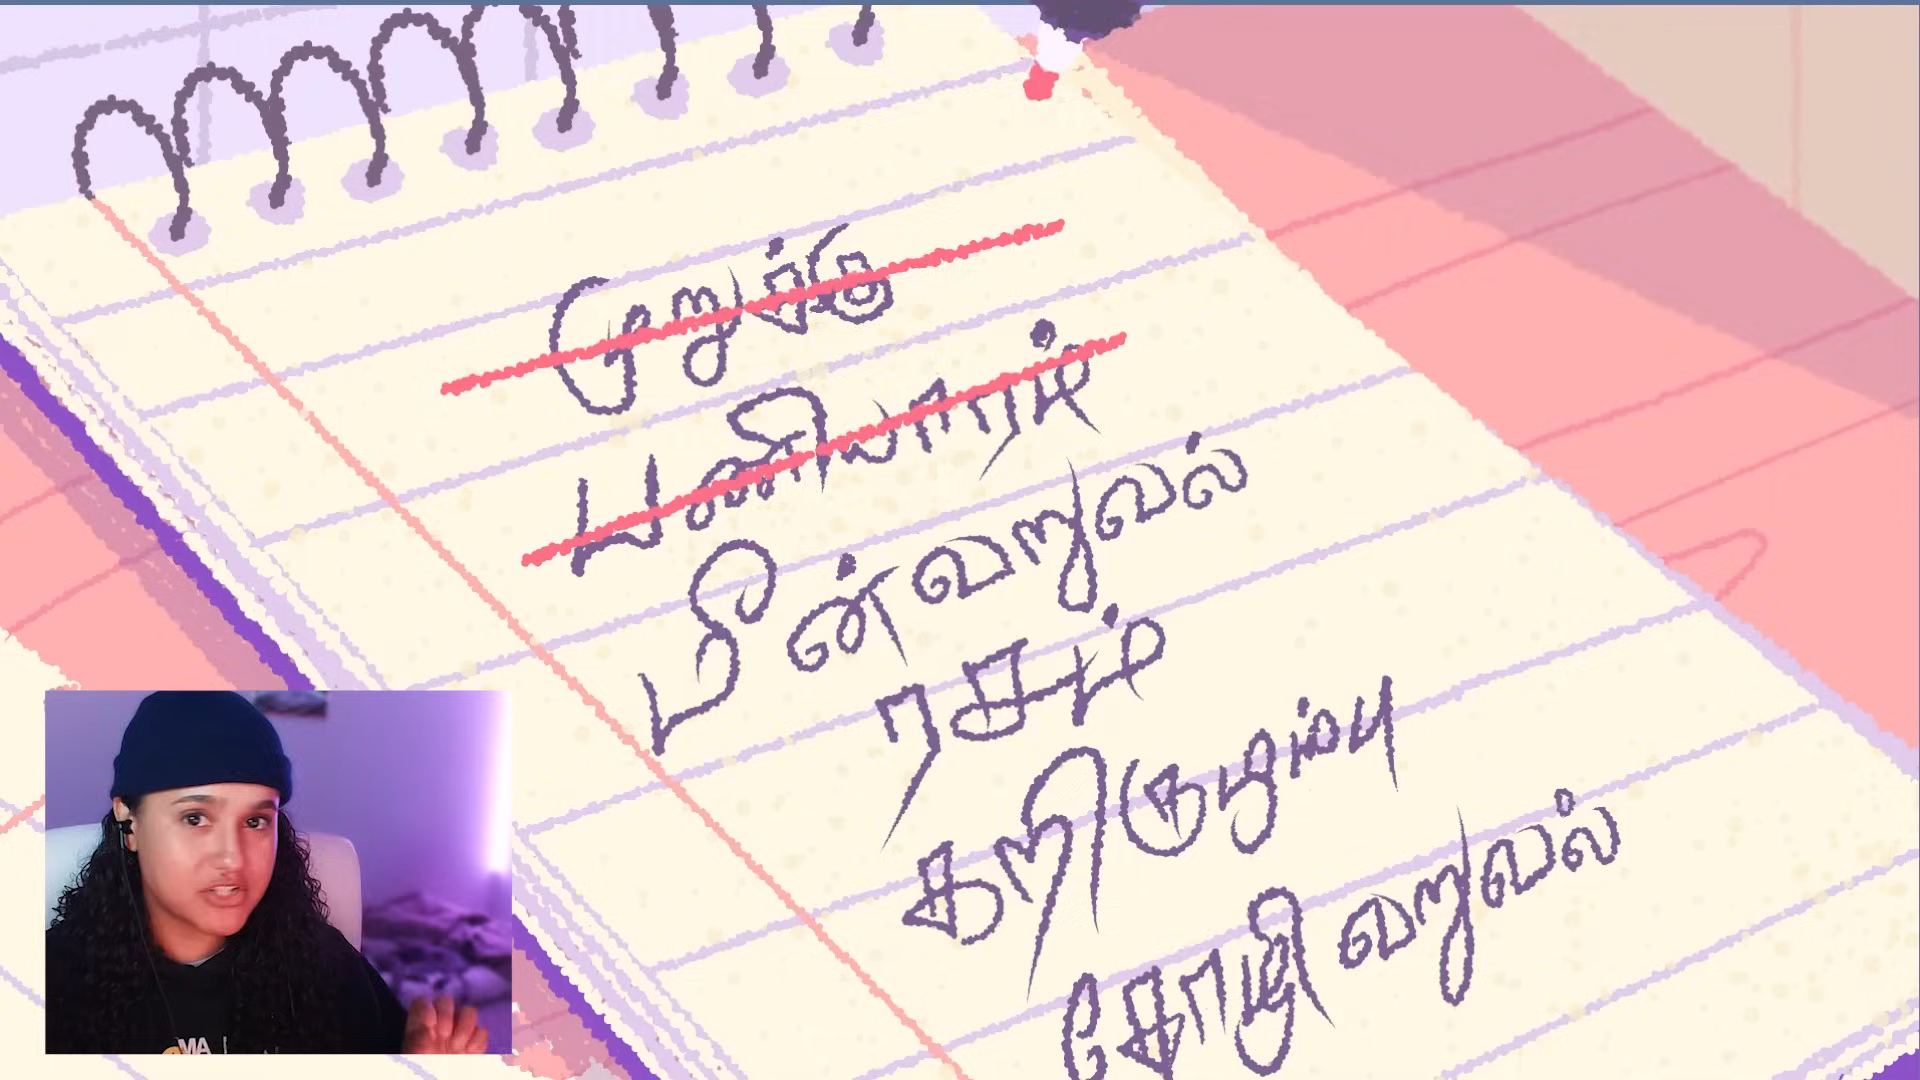 முறுக்கு
பணியாரம்
மீன் வறுவல்
ரசம்
கறி குழம்பு
கோழி வறுவல்